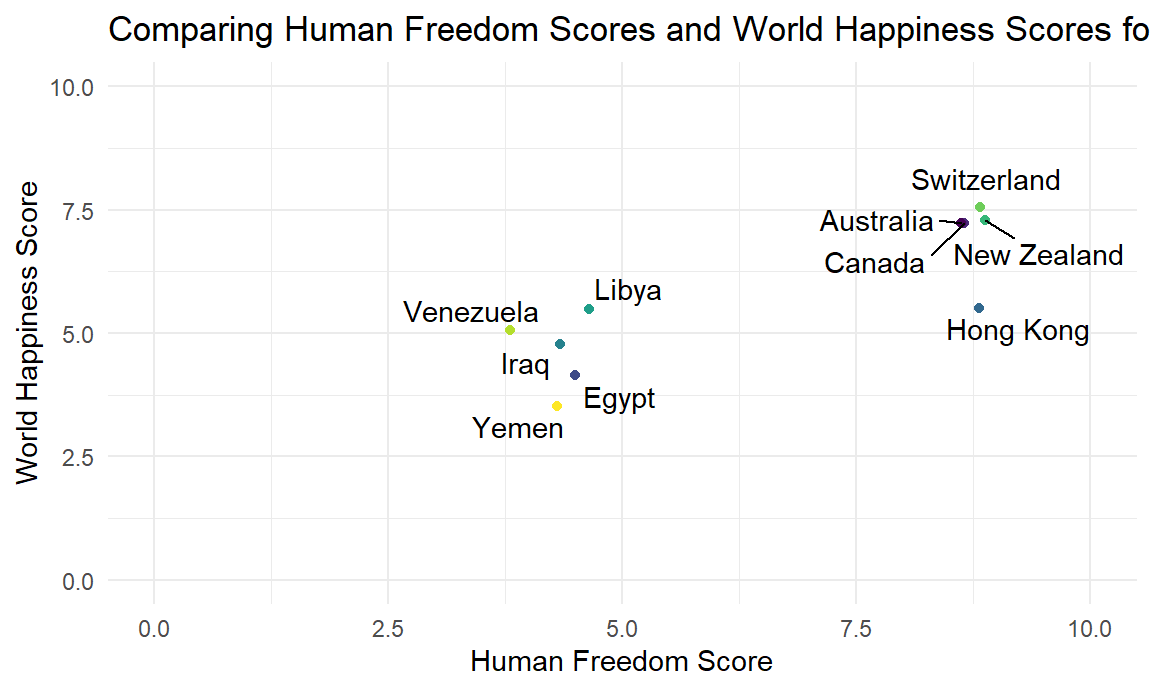 Comparing Human Freedom Scores and World Happiness Scores fo
10.0
7.5
5.0
2.5
0.0
World Happiness Score
Switzerland
Australia
Canada
New Zealand
Libya
Venezuela
Hong Kong
Iraq
Egypt
Yemen
0.0 2.5 5.0 7.5 10.0
Human Freedom Score